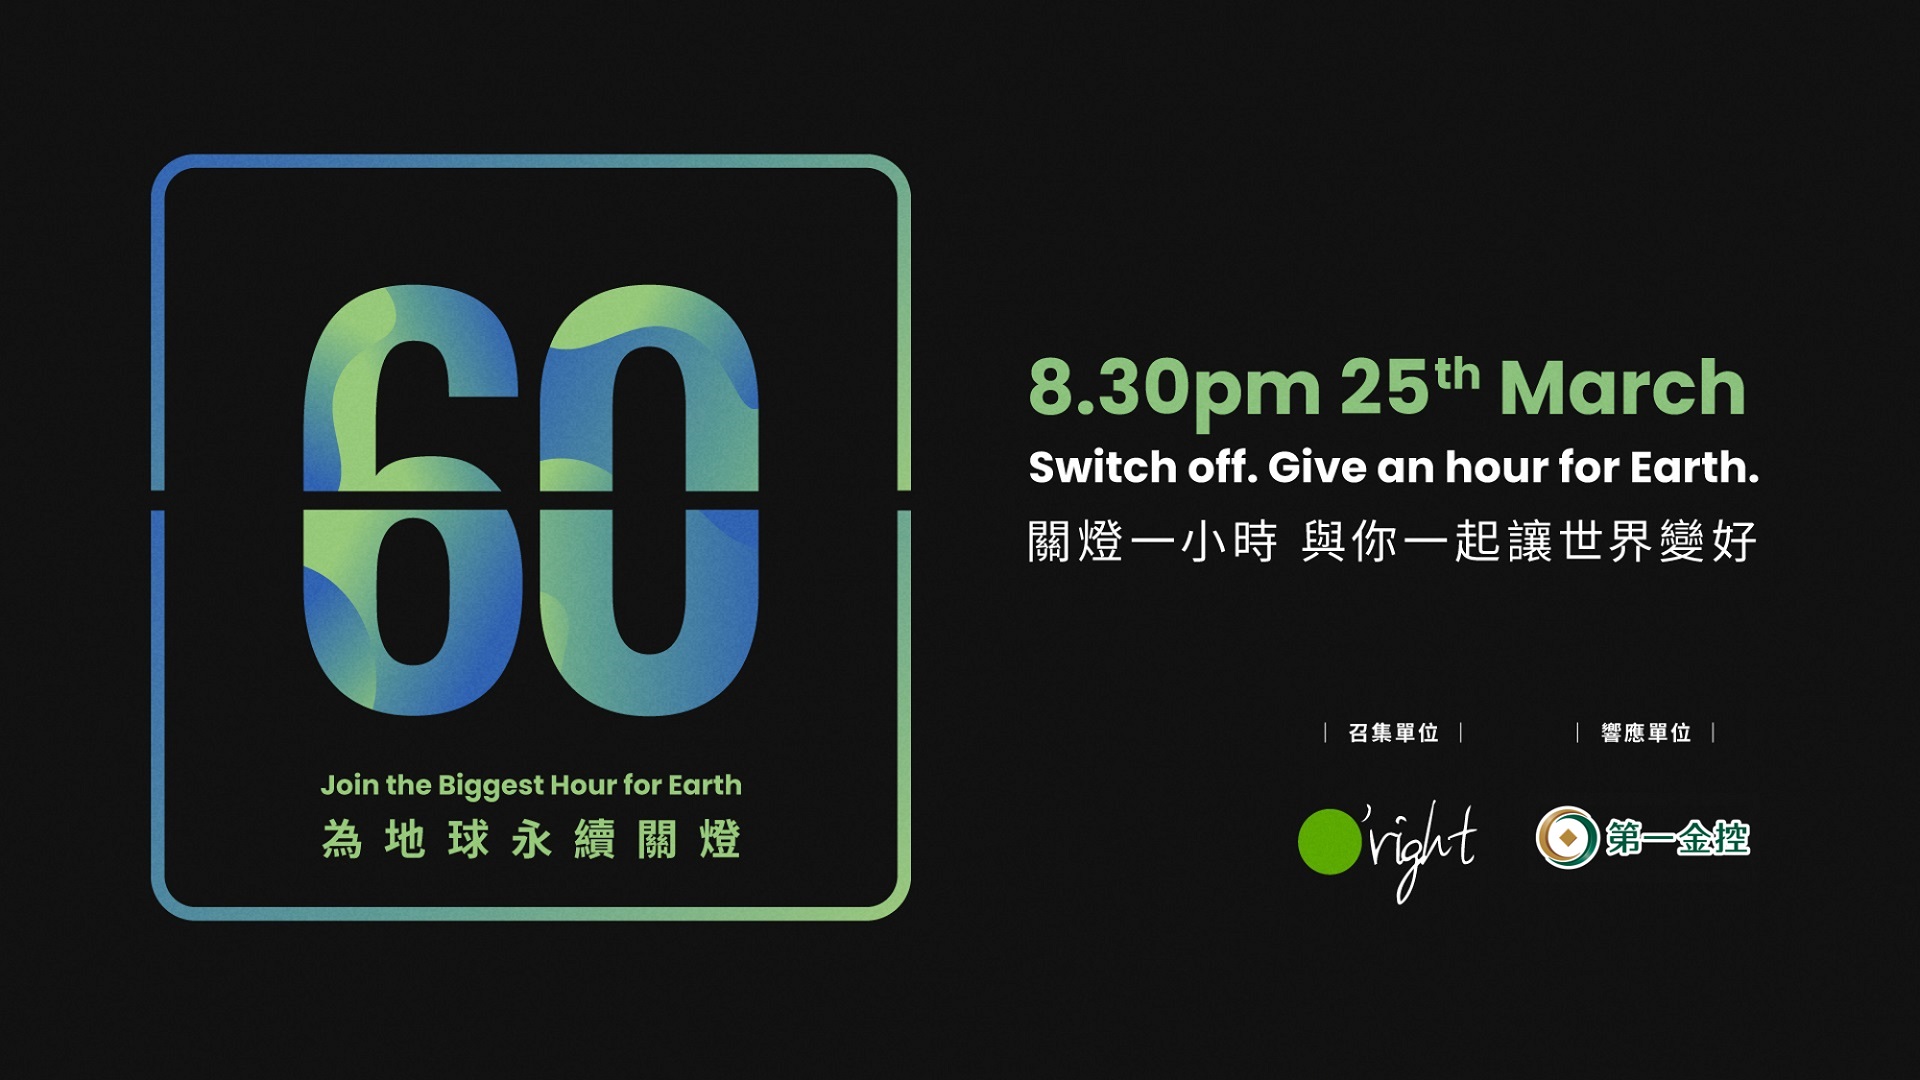 60
Join the Biggest Hour for Earth
為地球永續關燈
8.30pm 25th March
Switch off. Give an hour for Earth.
關燈一小時 與你一起讓世界變好
| 召集單位 |
| 響應單位 |
O'right
第一金控